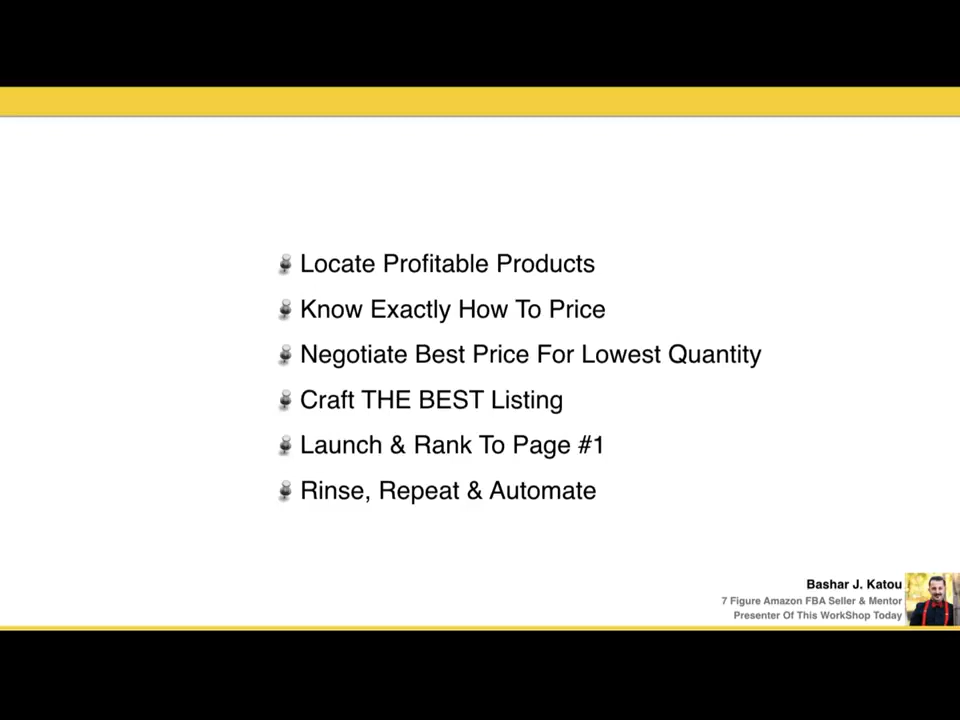 Locate Profitable Products
Know Exactly How To Price
Negotiate Best Price For Lowest Quantity
Craft THE BEST Listing
Launch & Rank To Page #1
Rinse, Repeat & Automate
Bashar J. Katou
7 Figure Amazon FBA Seller & Mentor
Presenter Of This WorkShop Today